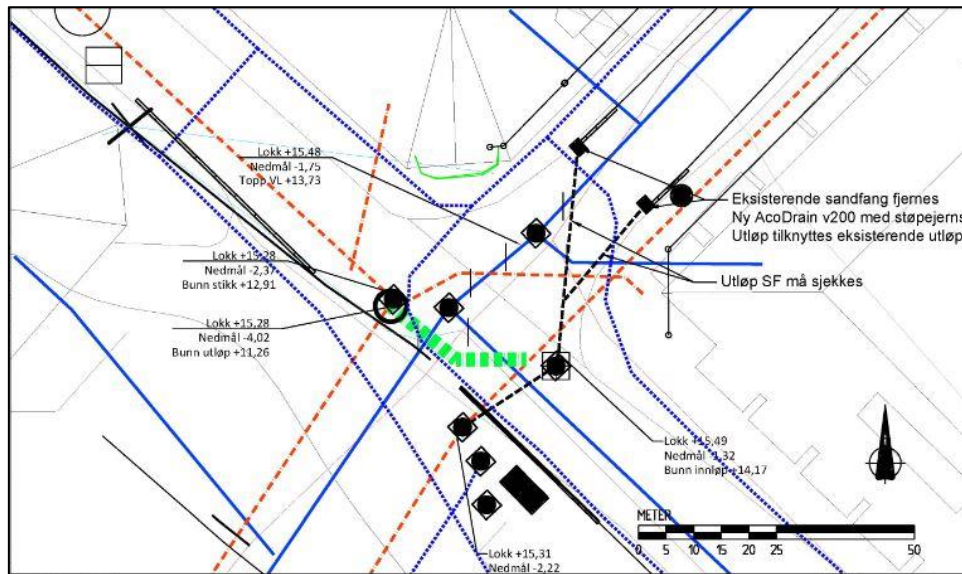 Lokk +15,48
Nedmål -1,75
Topp VL +13,73
Eksisterende sandfang fjernes
Ny AcoDrain v200 med støpejerns
Utløp tilknyttes eksisterende utløp
Utløp SF må sjekkes
Lokk +15,28
Nedmål -2,37
Bunn stikk +12,91
Lokk +15,28
Nedmål -4,02
Bunn utløp +11,26
Lokk +15,49
Nedmål -1,32
Bunn innløp +14,17
METER
0 5 10 15 20 25 50
Lokk +15,31
Nedmål -2,22